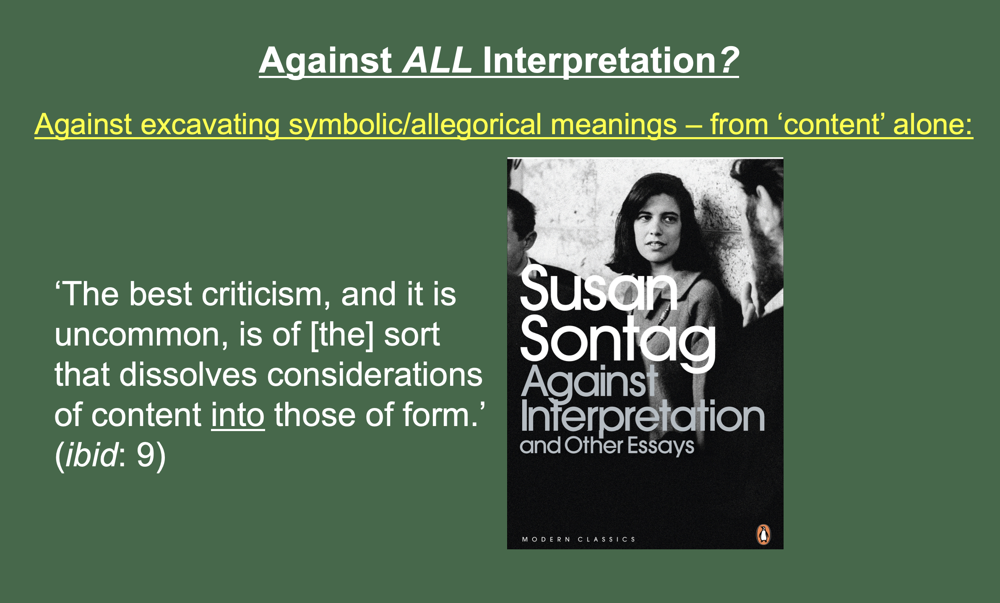 Against ALL Interpretation?
Against excavating symbolic/allegorical meanings – from ‘content’ alone:
‘The best criticism, and it is
uncommon, is of [the] sort
that dissolves considerations
of content into those of form.’
(ibid: 9)
Susan
Sontag
Against
Interpretation
and Other Essays
MODERN CLASSICS